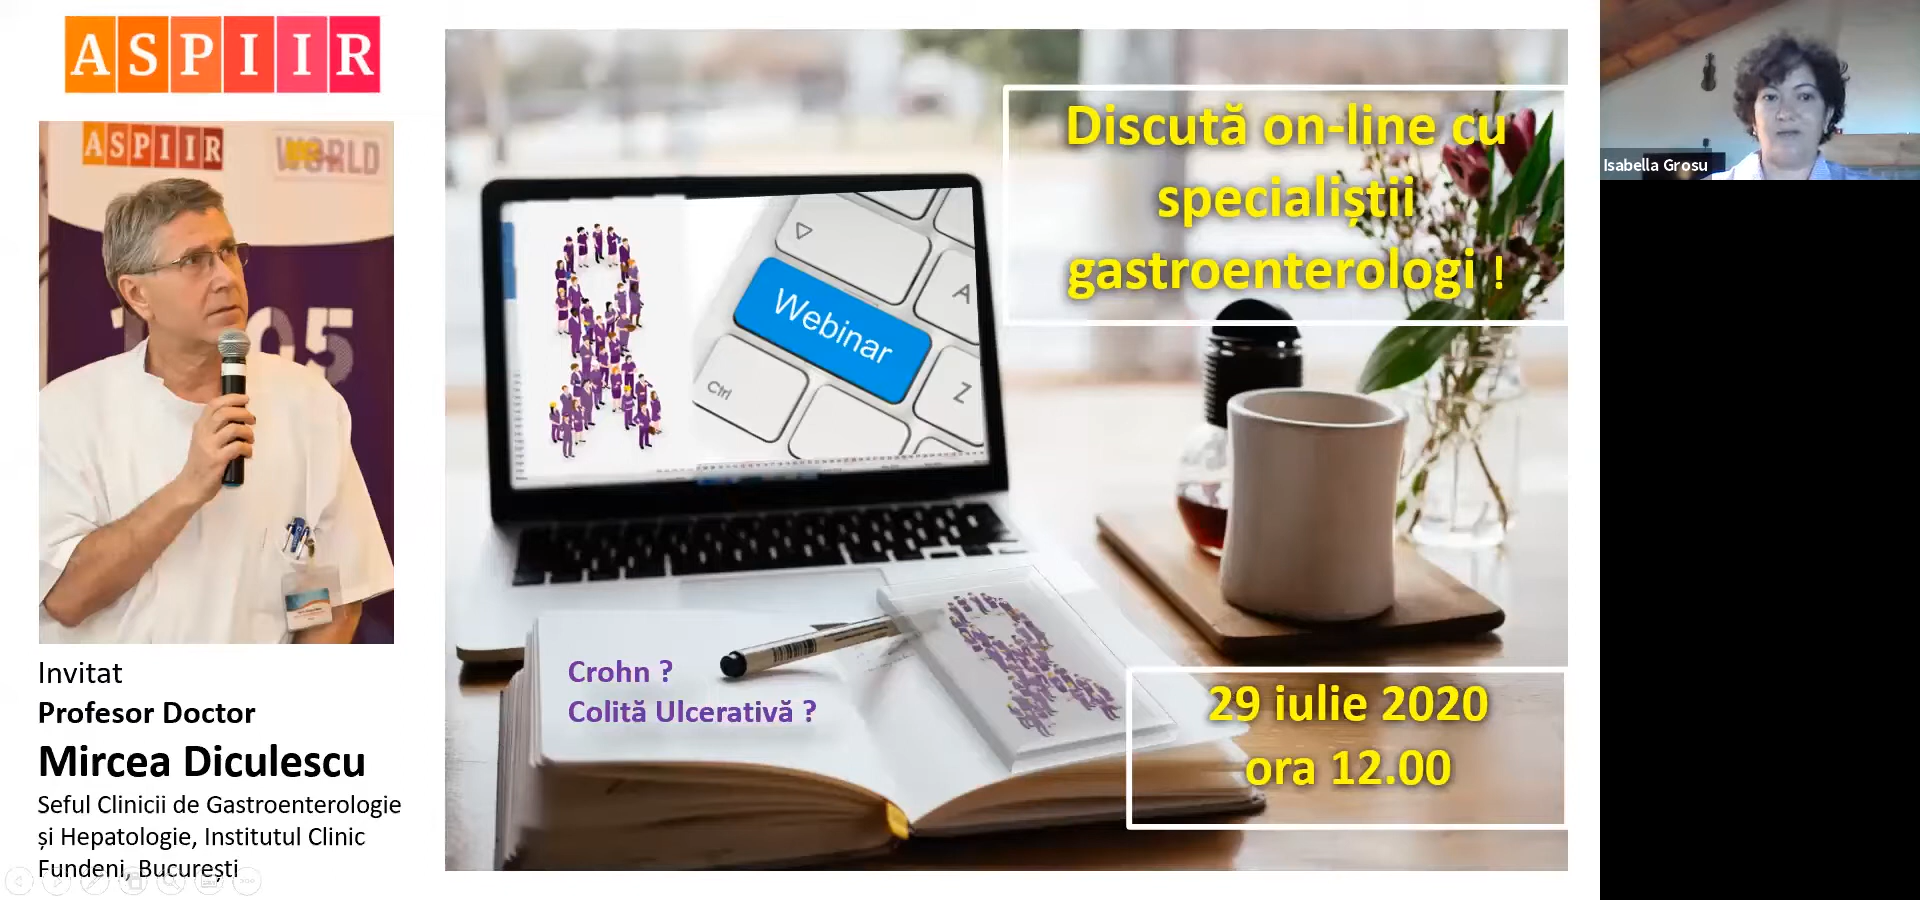 ASPIIR
ASPIIR
WORLD
Invitat
Profesor Doctor
Mircea Diculescu
Seful Clinicii de Gastroenterologie
și Hepatologie, Institutul Clinic
Fundeni, București
Discută on-line cu
specialiștii
gastroenterologi !
Webinar
A
Ctrl
Z
Crohn ?
Colită Ulcerativă ?
29 iulie 2020
ora 12.00
Isabella Grosu